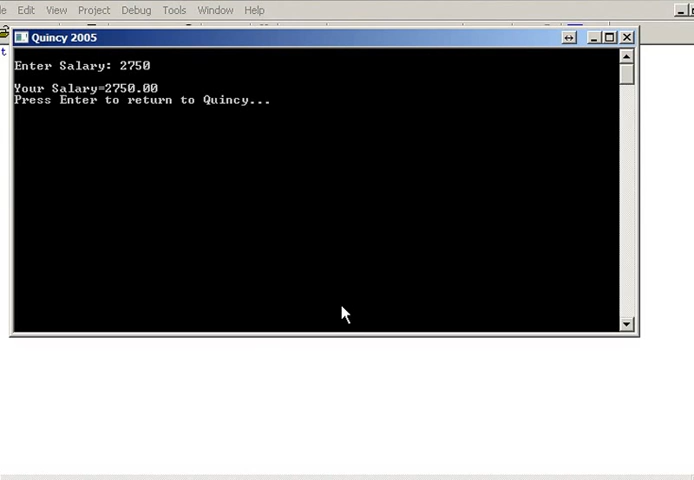 Edit View Project Debug Tools Window Help
Quincy 2005
Enter Salary: 2750
Your Salary=2750.00
Press Enter to return to Quincy...